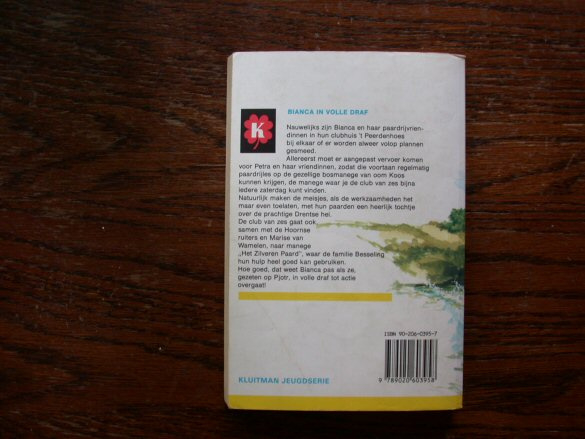 BIANCA IN VOLLE DRAF
K
Nauwelijks zijn Bianca en haar paardrijvrien-
dinnen in hun clubhuis 't Peerdenhoes
bij elkaar of er worden alweer volop plannen
gesmeed.
Allereerst moet er aangepast vervoer komen
voor Petra en haar vriendinnen, zodat die voortaan regelmatig
paardrijles op de gezellige bosmanege van oom Koos
kunnen krijgen, de manege waar je de club van zes bijna
iedere zaterdag kunt vinden.
Natuurlijk maken de meisjes, als de werkzaamheden het
maar even toelaten, met hun paarden een heerlijk tochtje
over de prachtige Drentse hei.
De club van zes gaat ook,
samen met de Hoornse
ruiters en Marise van
Wamelen, naar manege
„Het Zilveren Paard”, waar de familie Besseling
hun hulp heel goed kan gebruiken.
Hoe goed, dat weet Bianca pas als ze,
gezeten op Pjotr, in volle draf tot actie
overgaat!
ISBN 90-206-0395-7
9 789020 603958
KLUITMAN JEUGDSERIE